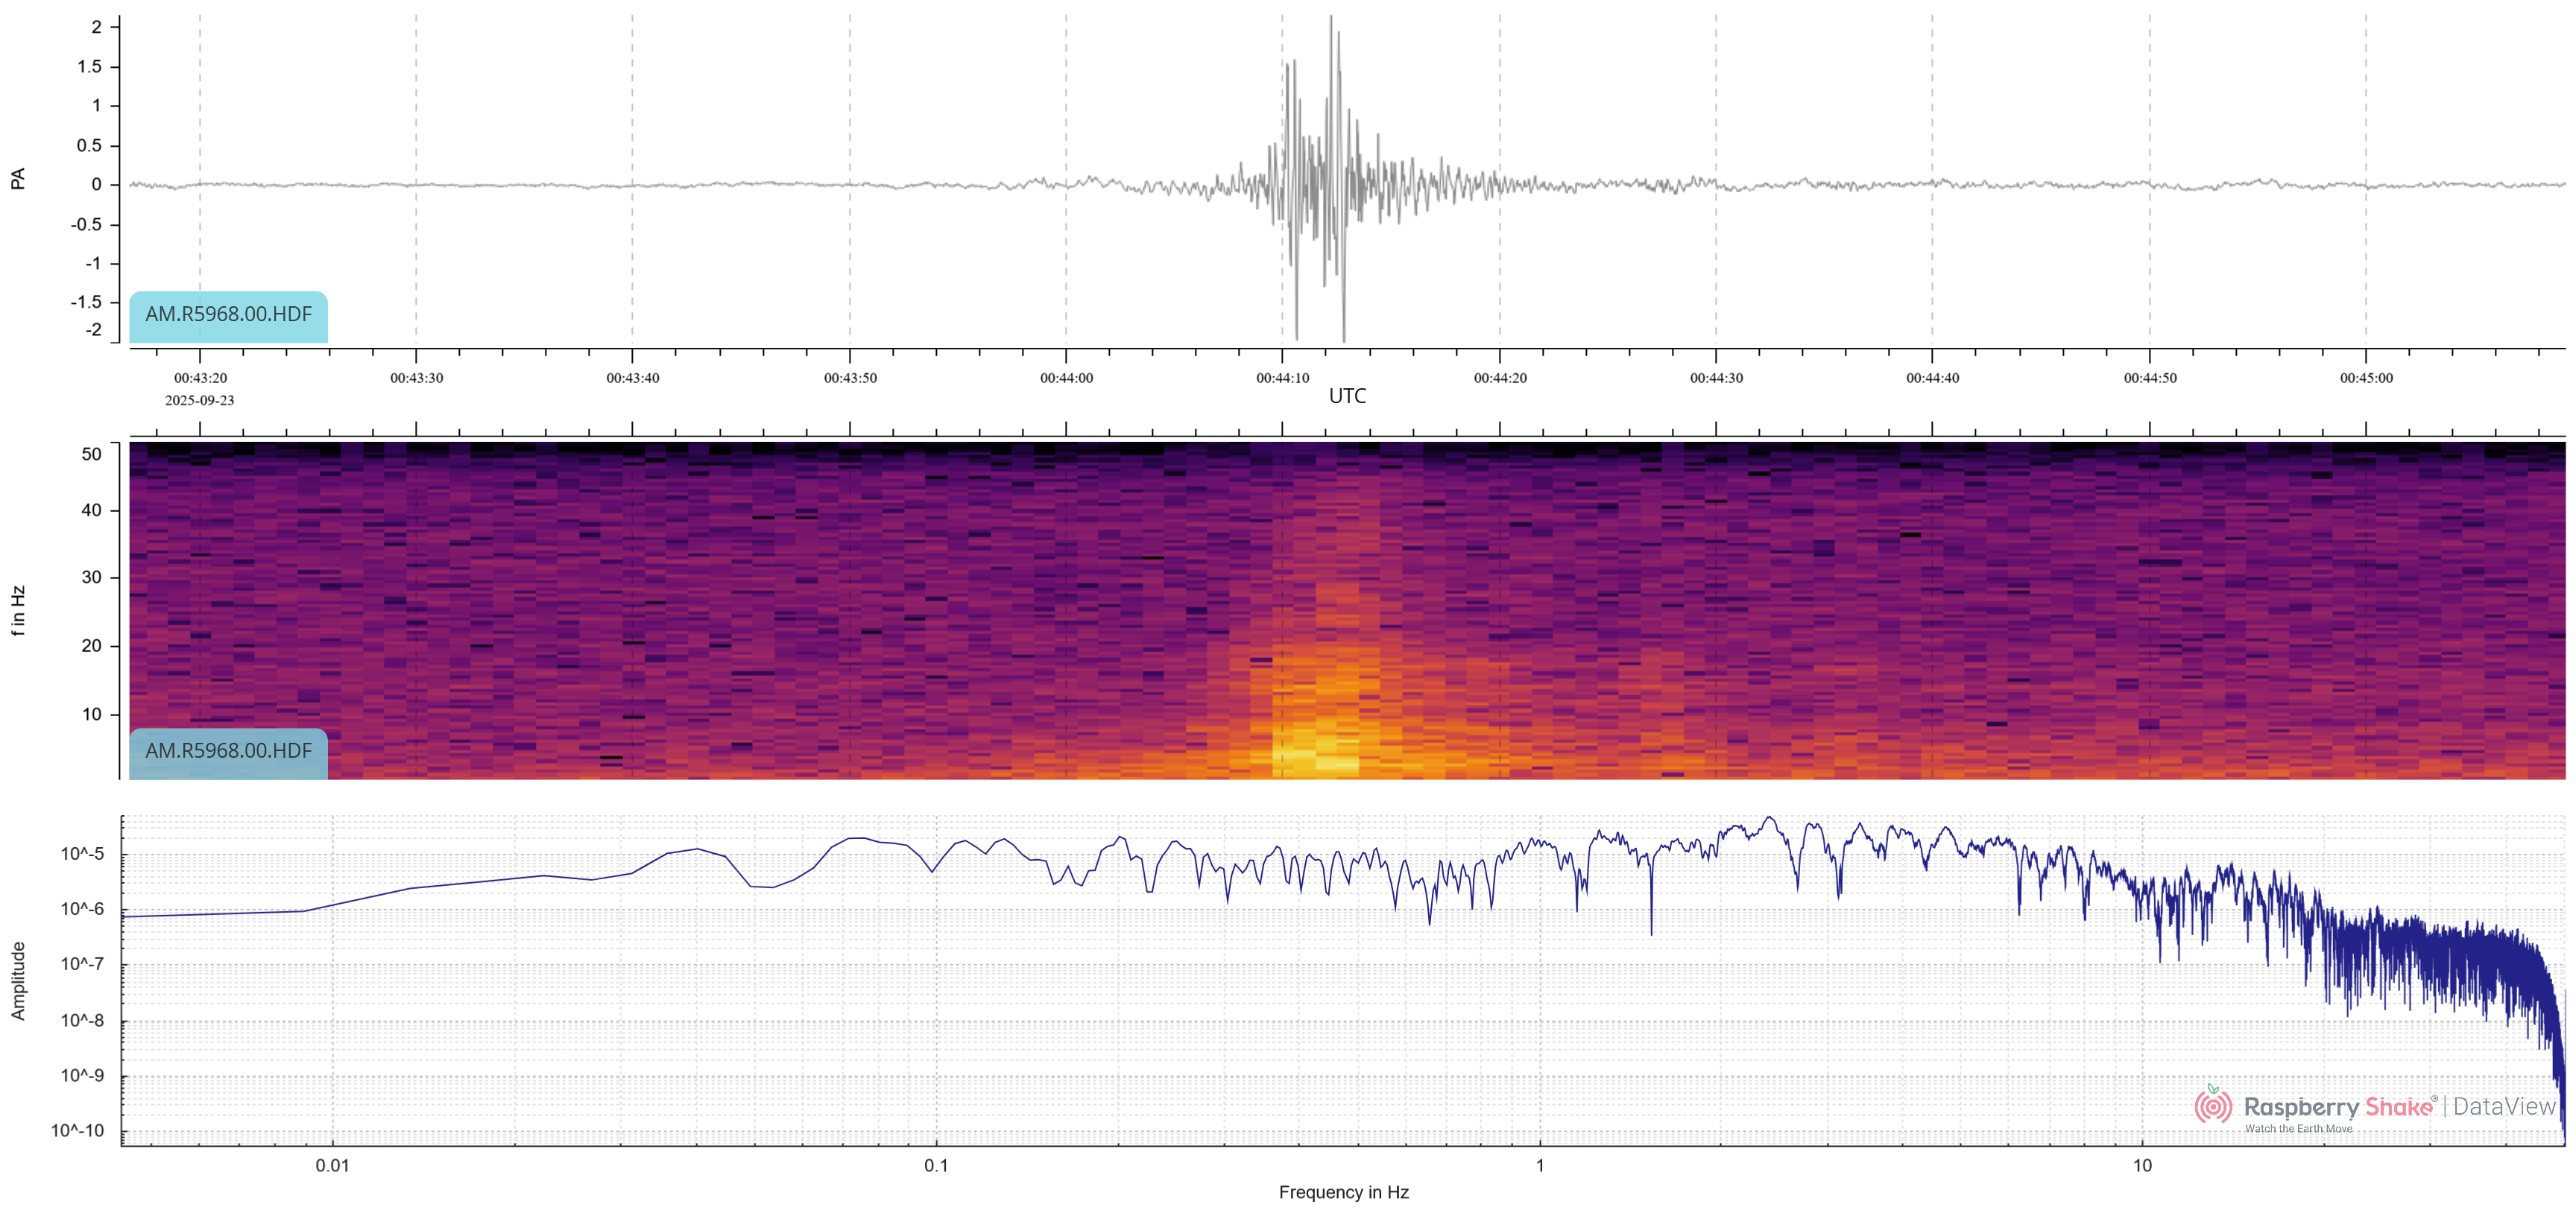 2
1.5
1
0.5
0
-0.5
-1
-1.5
-2
PA
AM.R5968.00.HDF
00:43:20 00:43:30 00:43:40 00:43:50 00:44:00 00:44:10 00:44:20 00:44:30 00:44:40 00:44:50 00:45:00
2025-09-23
UTC
50
40
30
20
10
f in Hz
AM.R5968.00.HDF
10^-5
10^-6
10^-7
10^-8
10^-9
10^-10
Amplitude
Raspberry Shake® | DataView
Watch the Earth Move
0.01 0.1 1 10
Frequency in Hz